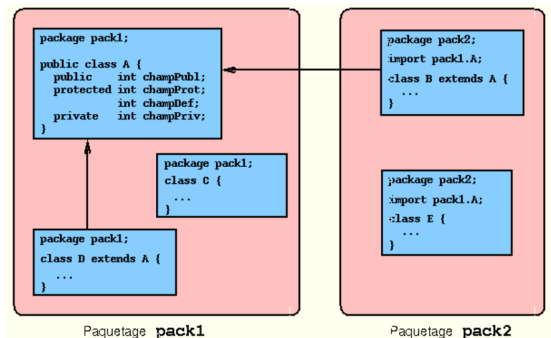 package pack1;
public class A {
public int champPubl;
protected int champProt;
int champDef;
private int champPriv;
}
package pack1;
class C {
...
}
package pack1;
class D extends A {
...
}
Paquetage pack1
package pack2;
import pack1.A;
class B extends A {
...
}
package pack2;
import pack1.A;
class E {
...
}
Paquetage pack2